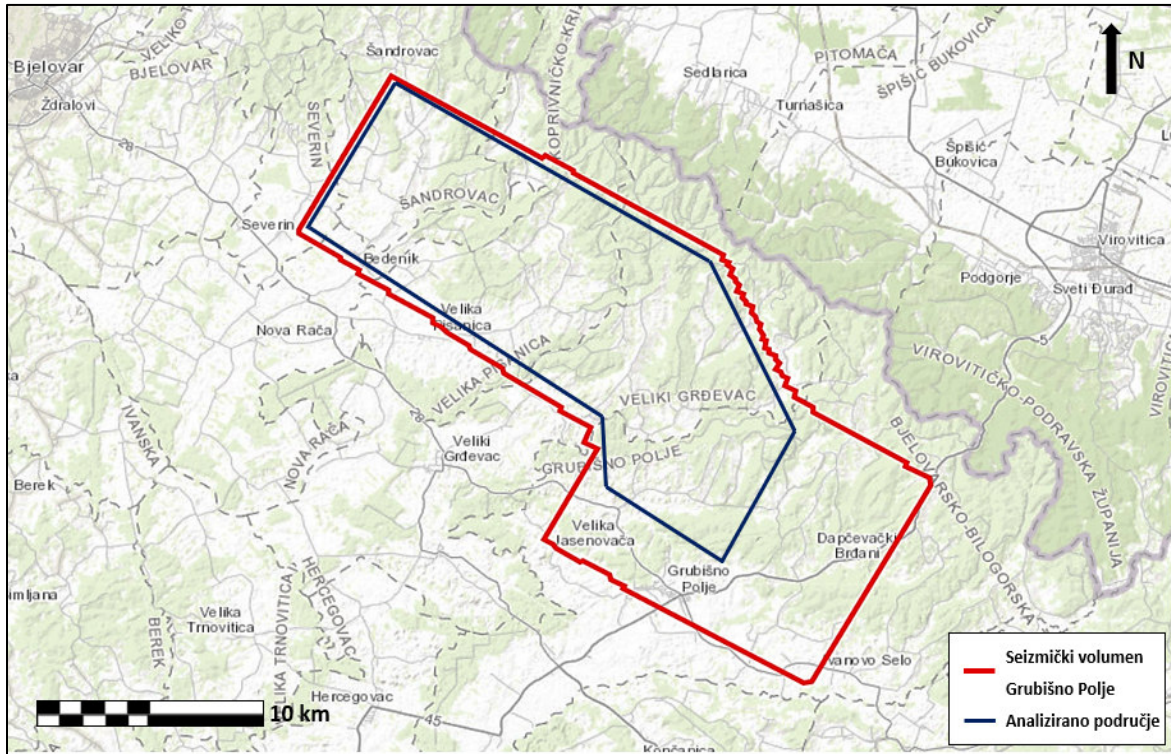 VELIKO T
Šandrovac
BJELOVAR
Bjelovar
Ždralovi
28
SEVERIN
KOPRIVNIČKO-KRI
Sedlarica
PITOMAČA
ŠPIŠIĆ BUKOVICA
Turnašica
N
Špišić
Bukovica
ŠANDROVAC
Severin
Bedenik
Virovitica
Podgorje
Sveti Đurađ
Velika
Pisanica
Nova Rača
5
VELIKA PISANICA
VIROVITIČKO-PODRAVSKA ŽUPANIJA
VELIKI GRĐEVAC
IVANSKA
28
NOVA RAČA
Veliki
Grđevac
GRUBIŠNO POLJE
BJELOVARSKO-BILOGORSKA
Berek
Velika
Jasenovača
Dapčevački
Brđani
Grubišno
Polje
imljana
Velika
Trnovitica
HERCEGOVAC
BEREK
VELIKA TRNOVITICA
Ivanovo Selo
Hercegovac
45
Končanica
10 km
Seizmički volumen
Grubišno Polje
Analizirano područje